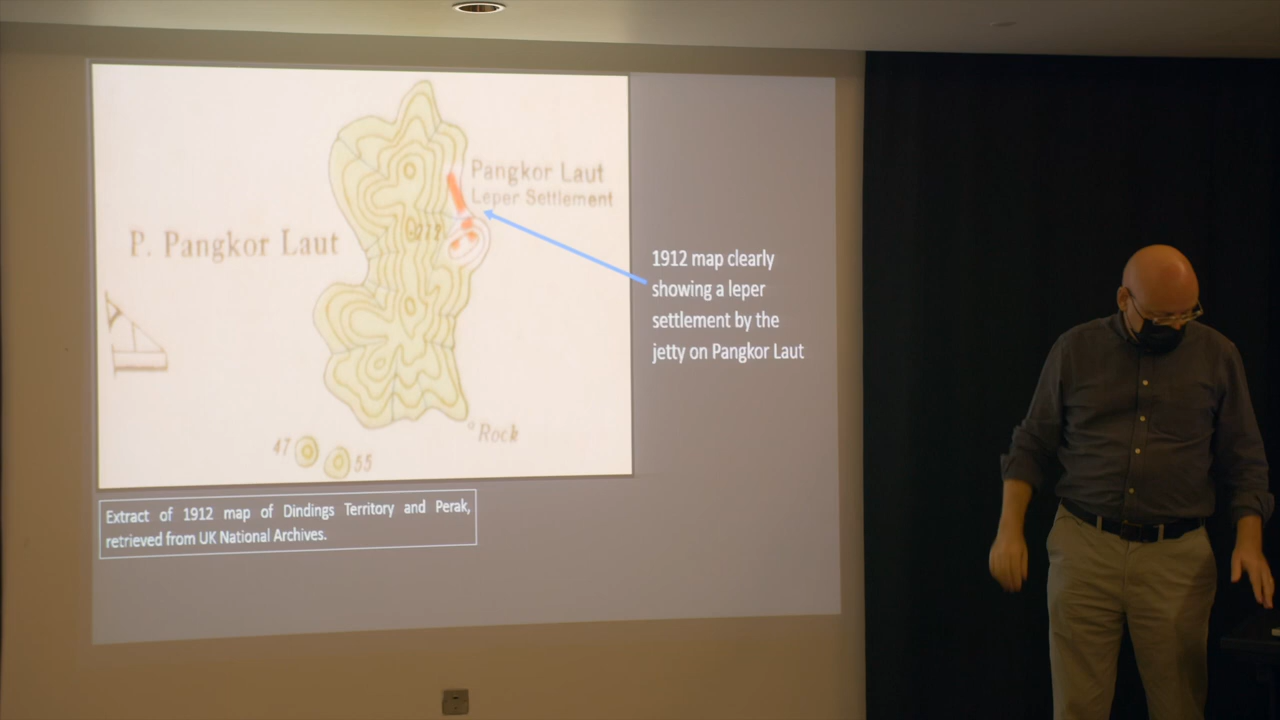 Pangkor Laut
Leper Settlement
P. Pangkor Laut
272
1912 map clearly
showing a leper
settlement by the
jetty on Pangkor Laut
A
Rock
47
55
Extract of 1912 map of Dindings Territory and Perak,
retrieved from UK National Archives.